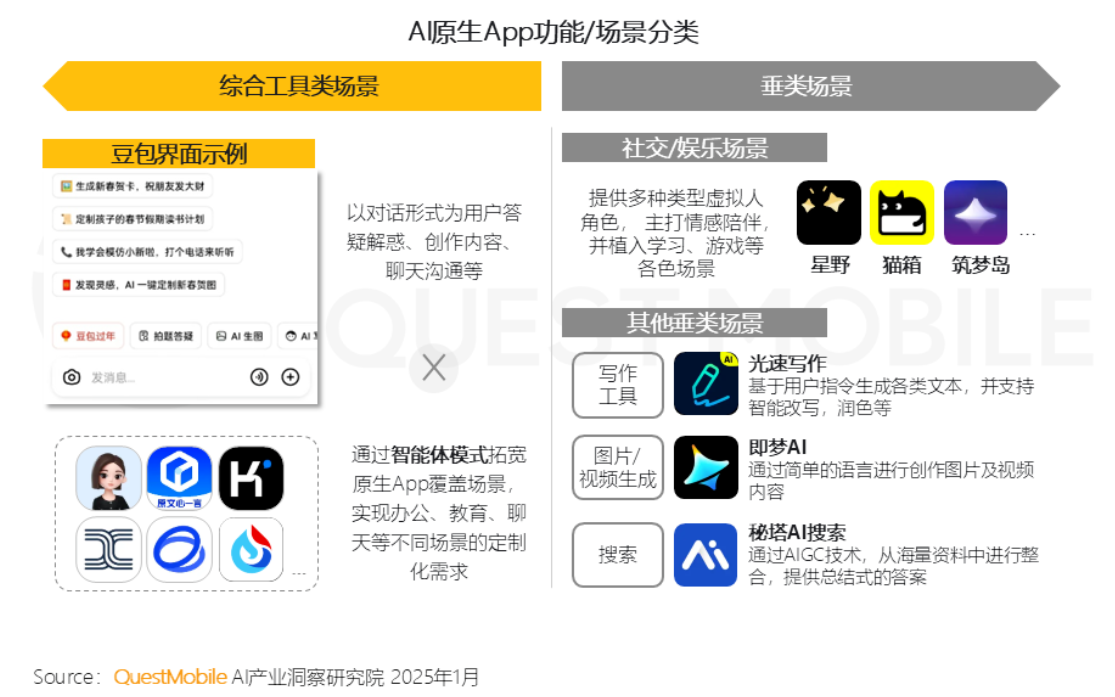 AI原生App功能/场景分类
综合工具类场景
垂类场景
豆包界面示例
生成新春贺卡，祝朋友发大财
定制孩子的春节假期读书计划
我学会模仿小新啦，打个电话来听听
发现灵感，AI 一键定制新春贺图
豆包过年
拍题答疑
AI 生图
AI
发消息...
以对话形式为用户答
疑解惑、创作内容、
聊天沟通等
X
原文心一言
K
...
通过智能体模式拓宽
原生App覆盖场景，
实现办公、教育、聊
天等不同场景的定制
化需求
社交/娱乐场景
提供多种类型虚拟人
角色， 主打情感陪伴，
并植入学习、游戏等
各色场景
星野
猫箱
筑梦岛
...
其他垂类场景
写作
工具
AI
光速写作
基于用户指令生成各类文本，并支持
智能改写，润色等
图片/
视频生成
即梦AI
通过简单的语言进行创作图片及视频
内容
搜索
秘塔AI搜索
通过AIGC技术，从海量资料中进行整
合，提供总结式的答案
QUEST MOBILE
Source：QuestMobile AI产业洞察研究院 2025年1月